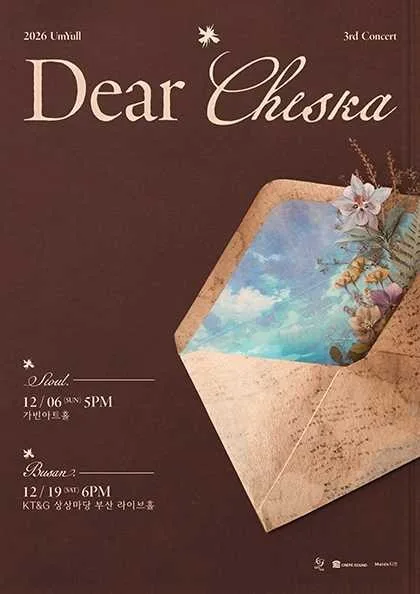 2026 UmYull
3rd Concert
Dear Cheska
Seoul.
12/06 (SUN) 5PM
가빈아트홀
Busan.
12/19 (SAT) 6PM
KT&G 상상마당 부산 라이브홀